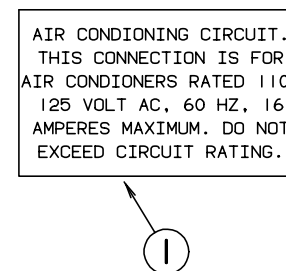 AIR CONDIONING CIRCUIT.
THIS CONNECTION IS FOR
AIR CONDIONERS RATED 110
125 VOLT AC, 60 HZ, 16
AMPERES MAXIMUM. DO NOT
EXCEED CIRCUIT RATING.
1